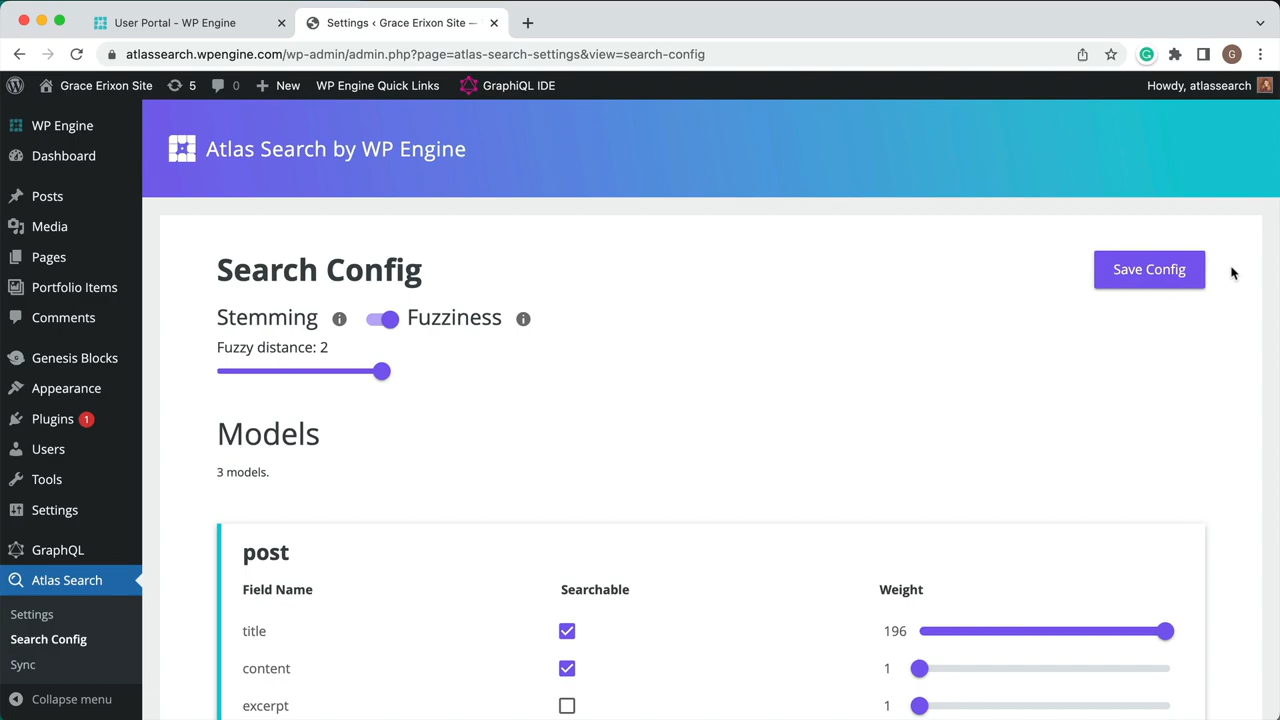 User Portal - WP Engine
Settings ‹ Grace Erixon Site —
atlassearch.wpengine.com/wp-admin/admin.php?page=atlas-search-settings&view=search-config
G
Grace Erixon Site
5
0
New
WP Engine Quick Links
GraphiQL IDE
Howdy, atlassearch
WP Engine
Dashboard
Posts
Media
Pages
Portfolio Items
Comments
Genesis Blocks
Appearance
Plugins 1
Users
Tools
Settings
GraphQL
Atlas Search
Settings
Search Config
Sync
Collapse menu
Atlas Search by WP Engine
Search Config
Save Config
Stemming Fuzziness
Fuzzy distance: 2
Models
3 models.
post
Field Name Searchable Weight
title 196
content 1
excerpt 1